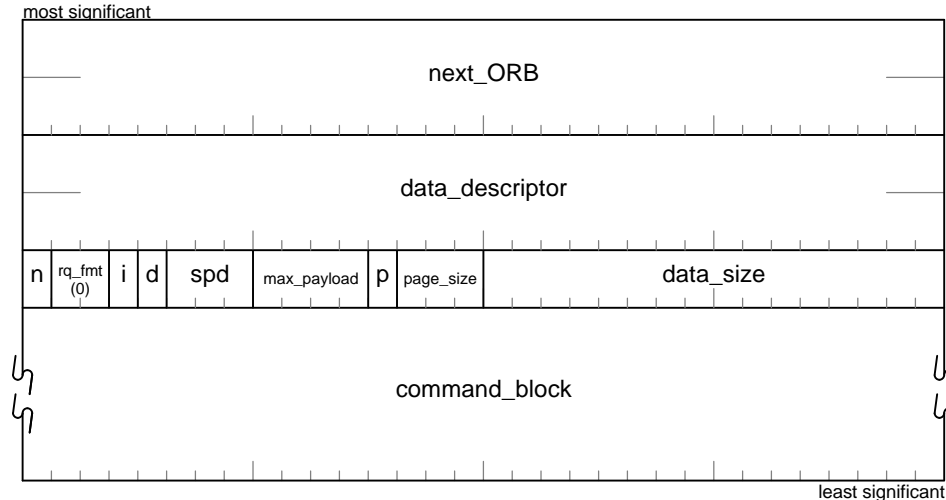 most significant
next_ORB
data_descriptor
n rq_fmt i d spd max_payload p page_size data_size
(0)
command_block
least significant